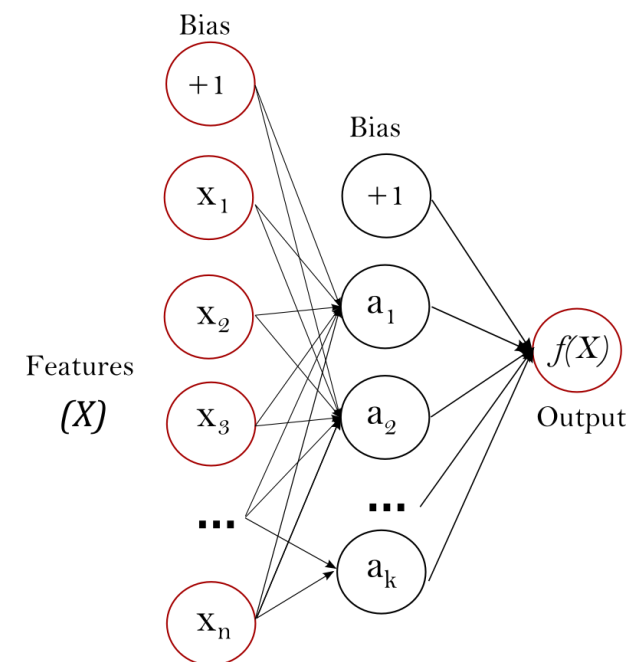 Bias
+1
x1
x2
x3
...
xn
Features
(X)
Bias
+1
a1
a2
...
ak
f(X)
Output